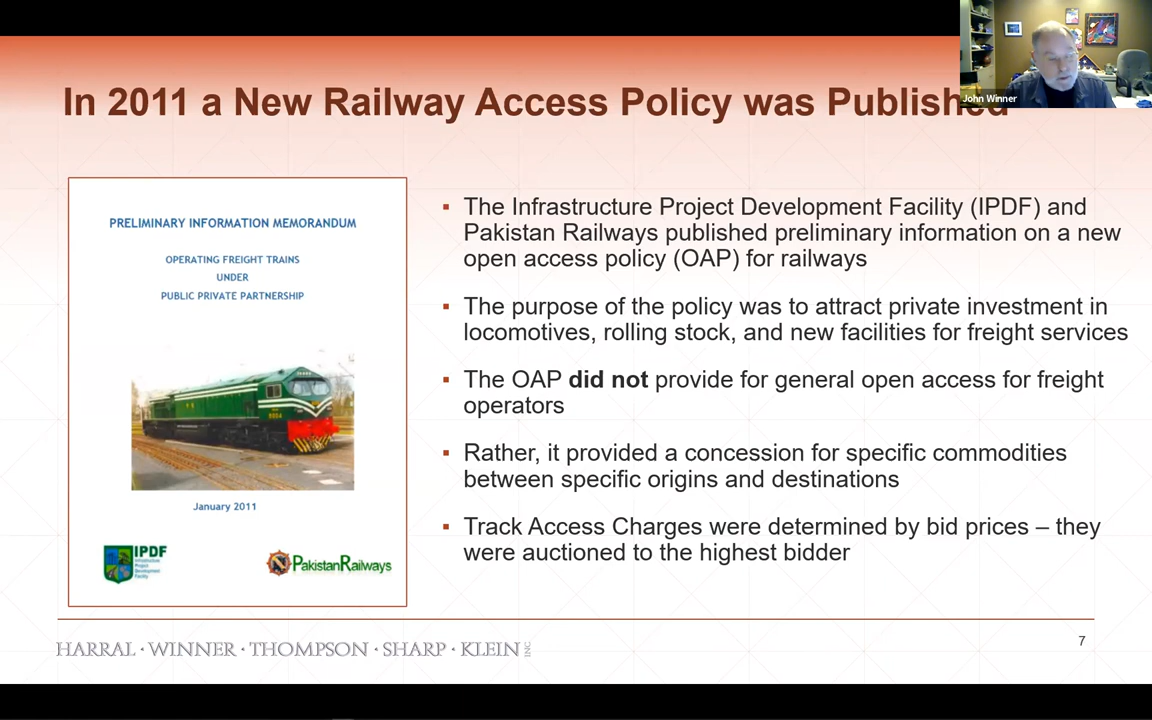 In 2011 a New Railway Access Policy was Published
John Winner
PRELIMINARY INFORMATION MEMORANDUM
OPERATING FREIGHT TRAINS
UNDER
PUBLIC PRIVATE PARTNERSHIP
January 2011
IPDF
Infrastructure
Project
Development
Facility
PakistanRailways
▪ The Infrastructure Project Development Facility (IPDF) and
Pakistan Railways published preliminary information on a new
open access policy (OAP) for railways
▪ The purpose of the policy was to attract private investment in
locomotives, rolling stock, and new facilities for freight services
▪ The OAP did not provide for general open access for freight
operators
▪ Rather, it provided a concession for specific commodities
between specific origins and destinations
▪ Track Access Charges were determined by bid prices – they
were auctioned to the highest bidder
HARRAL · WINNER · THOMPSON · SHARP · KLEIN INC
7